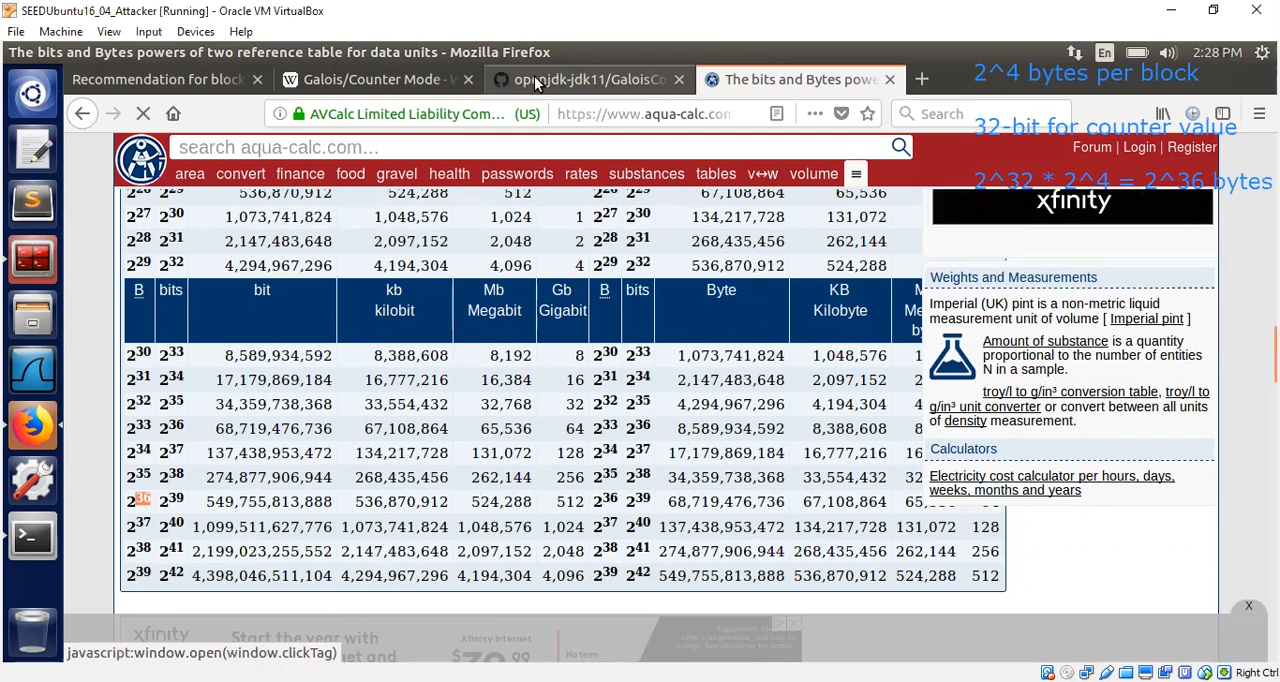 SEEDUbuntu16_04_Attacker [Running] - Oracle VM VirtualBox
File Machine View Input Devices Help
The bits and Bytes powers of two reference table for data units - Mozilla Firefox
En 2:28 PM
Recommendation for block
Galois/Counter Mode - W
openjdk-jdk11/GaloisCo
The bits and Bytes powe
2^4 bytes per block
AVCalc Limited Liability Com... (US) https://www.aqua-calc.com
Search
32-bit for counter value
search aqua-calc.com...
Forum | Login | Register
area convert finance food gravel health passwords rates substances tables v↔w volume
2^32 * 2^4 = 2^36 bytes
2^28 2^29 536,870,912 524,288 512 2^26 2^29 67,108,864 65,536
2^27 2^30 1,073,741,824 1,048,576 1,024 1 2^27 2^30 134,217,728 131,072
2^28 2^31 2,147,483,648 2,097,152 2,048 2 2^28 2^31 268,435,456 262,144
2^29 2^32 4,294,967,296 4,194,304 4,096 4 2^29 2^32 536,870,912 524,288
B bits bit kb kilobit Mb Megabit Gb Gigabit B bits Byte KB Kilobyte
2^30 2^33 8,589,934,592 8,388,608 8,192 8 2^30 2^33 1,073,741,824 1,048,576 1
2^31 2^34 17,179,869,184 16,777,216 16,384 16 2^31 2^34 2,147,483,648 2,097,152 2
2^32 2^35 34,359,738,368 33,554,432 32,768 32 2^32 2^35 4,294,967,296 4,194,304 4
2^33 2^36 68,719,476,736 67,108,864 65,536 64 2^33 2^36 8,589,934,592 8,388,608 8
2^34 2^37 137,438,953,472 134,217,728 131,072 128 2^34 2^37 17,179,869,184 16,777,216 16
2^35 2^38 274,877,906,944 268,435,456 262,144 256 2^35 2^38 34,359,738,368 33,554,432
2^36 2^39 549,755,813,888 536,870,912 524,288 512 2^36 2^39 68,719,476,736 67,108,864
2^37 2^40 1,099,511,627,776 1,073,741,824 1,048,576 1,024 2^37 2^40 137,438,953,472 134,217,728 131,072 128
2^38 2^41 2,199,023,255,552 2,147,483,648 2,097,152 2,048 2^38 2^41 274,877,906,944 268,435,456 262,144 256
2^39 2^42 4,398,046,511,104 4,294,967,296 4,194,304 4,096 2^39 2^42 549,755,813,888 536,870,912 524,288 512
xfinity
Weights and Measurements
Imperial (UK) pint is a non-metric liquid
measurement unit of volume [ Imperial pint ]
Amount of substance is a
quantity proportional to the number of entities
N in a sample.
troy/l to g/in³ conversion table, troy/l to
g/in³ unit converter or convert between all units
of density measurement.
Calculators
Electricity cost calculator per hours, days,
weeks, months and years
X
xfinity Start the year with Xfinity Internet
No term
javascript:window.open(window.clickTag)
Right Ctrl